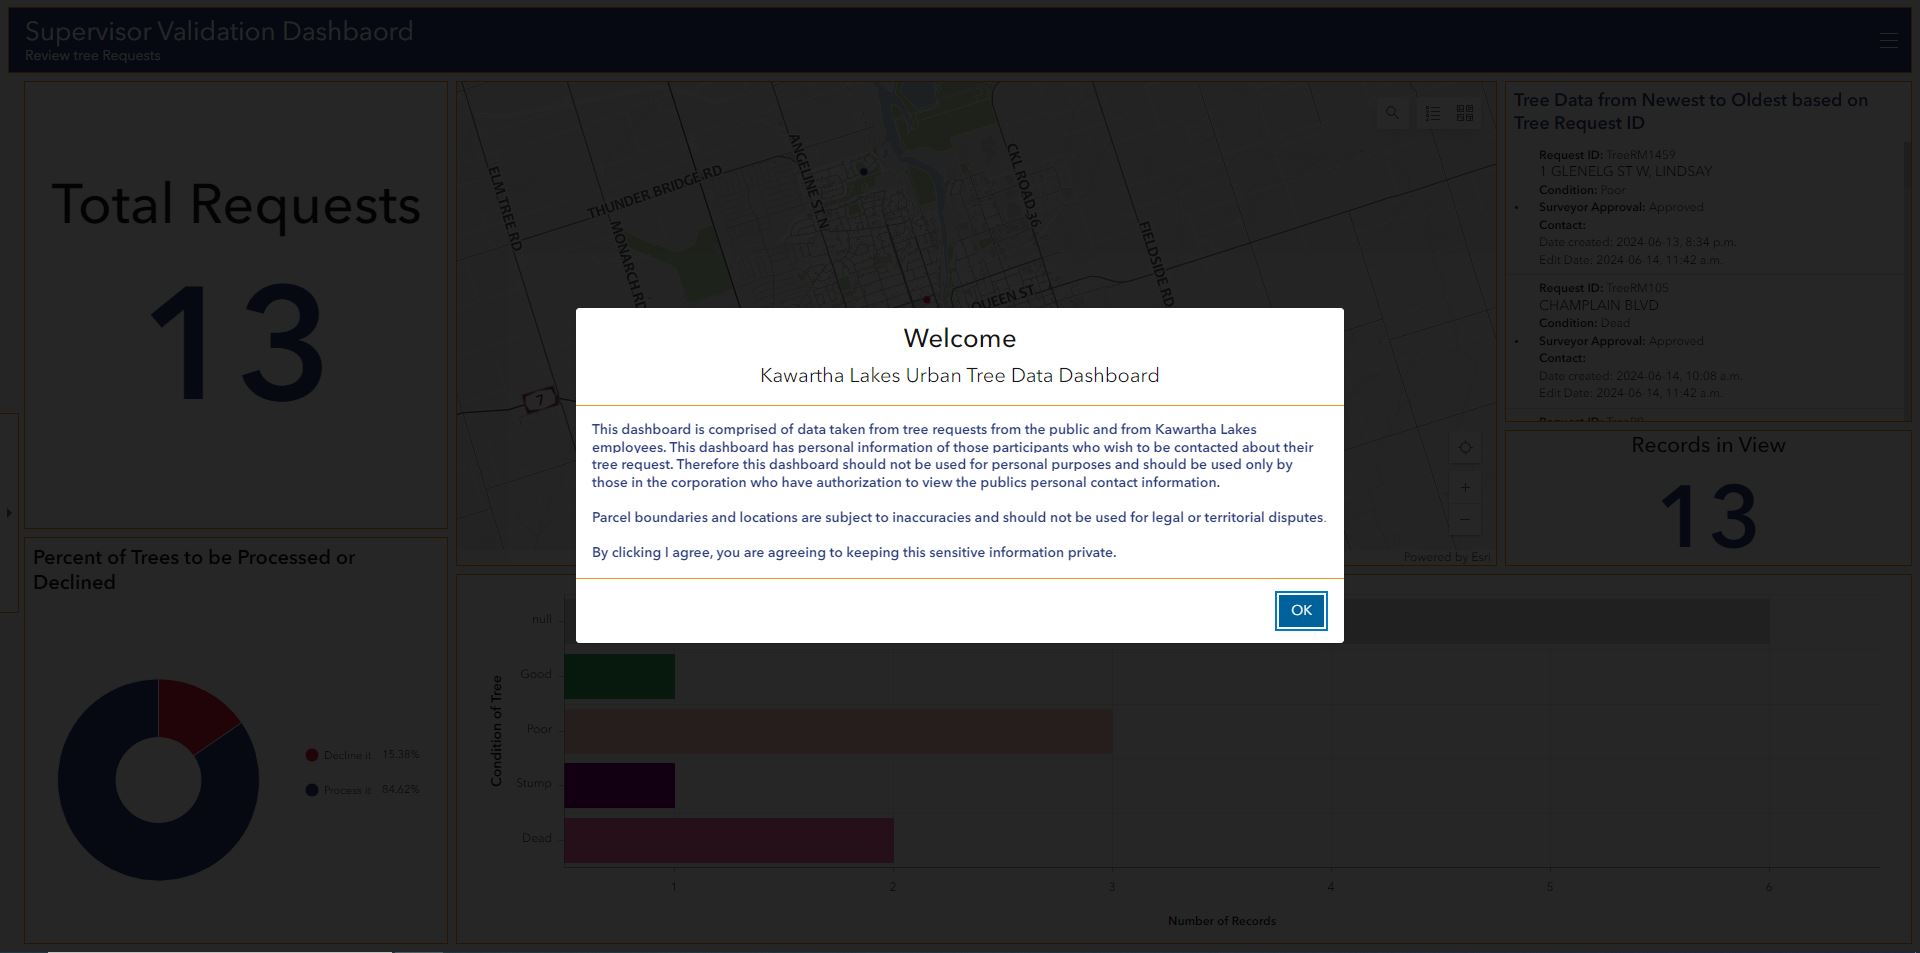 Supervisor Validation Dashbaord
Review tree Requests
Total Requests
13
Percent of Trees to be Processed or
Declined
Decline it 15.38%
Process it 84.62%
ELM TREE RD
THUNDER BRIDGE RD
MONARCH RD
ANGELINE ST N
CKL ROAD 36
FIELDSIDE RD
QUEEN ST
7
Powered by Esri
Welcome
Kawartha Lakes Urban Tree Data Dashboard
This dashboard is comprised of data taken from tree requests from the public and from Kawartha Lakes
employees. This dashboard has personal information of those participants who wish to be contacted about their
tree request. Therefore this dashboard should not be used for personal purposes and should be used only by
those in the corporation who have authorization to view the publics personal contact information.
Parcel boundaries and locations are subject to inaccuracies and should not be used for legal or territorial disputes.
By clicking I agree, you are agreeing to keeping this sensitive information private.
OK
Tree Data from Newest to Oldest based on
Tree Request ID
Request ID: TreeRM1459
1 GLENELG ST W, LINDSAY
Condition: Poor
• Surveyor Approval: Approved
Contact:
Date created: 2024-06-13, 8:34 p.m.
Edit Date: 2024-06-14, 11:42 a.m.
Request ID: TreeRM105
CHAMPLAIN BLVD
Condition: Dead
• Surveyor Approval: Approved
Contact:
Date created: 2024-06-14, 10:08 a.m.
Edit Date: 2024-06-14, 11:42 a.m.
Records in View
13
Condition of Tree
null
Good
Poor
Stump
Dead
1 2 3 4 5 6
Number of Records